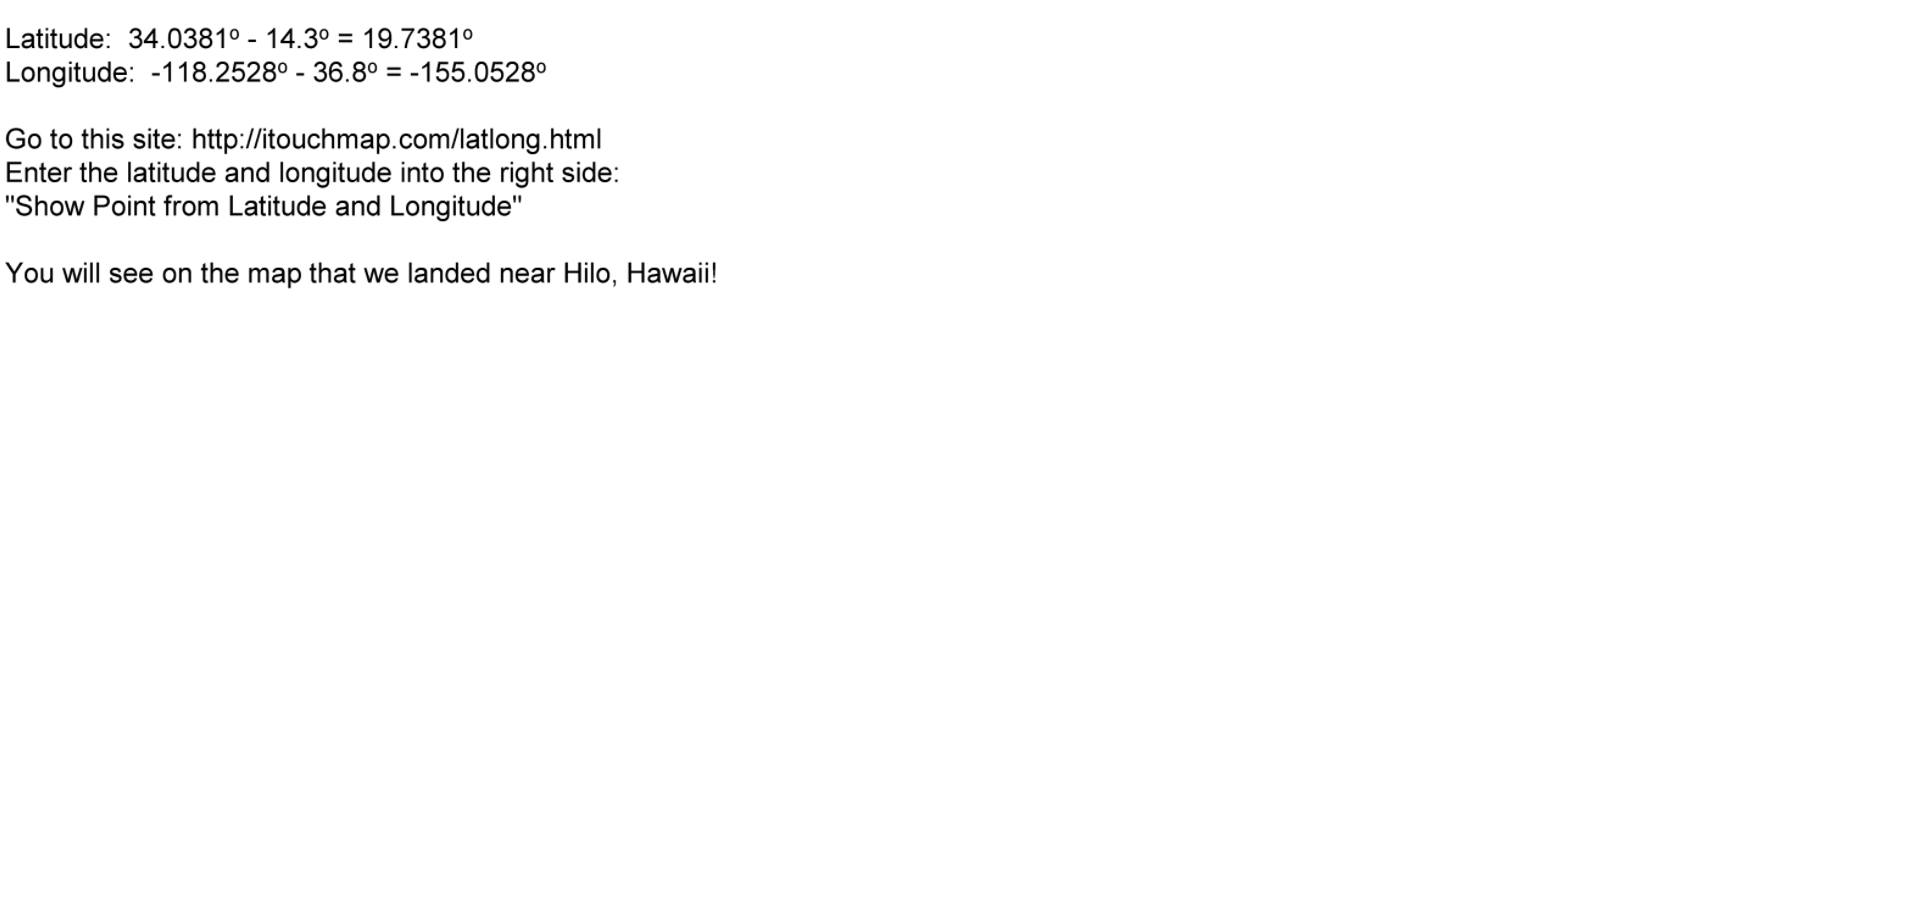 Latitude:  34.0381º - 14.3º = 19.7381º
Longitude:  -118.2528º - 36.8º = -155.0528º
Go to this site: http://itouchmap.com/latlong.html
Enter the latitude and longitude into the right side:
"Show Point from Latitude and Longitude"
You will see on the map that we landed near Hilo, Hawaii!